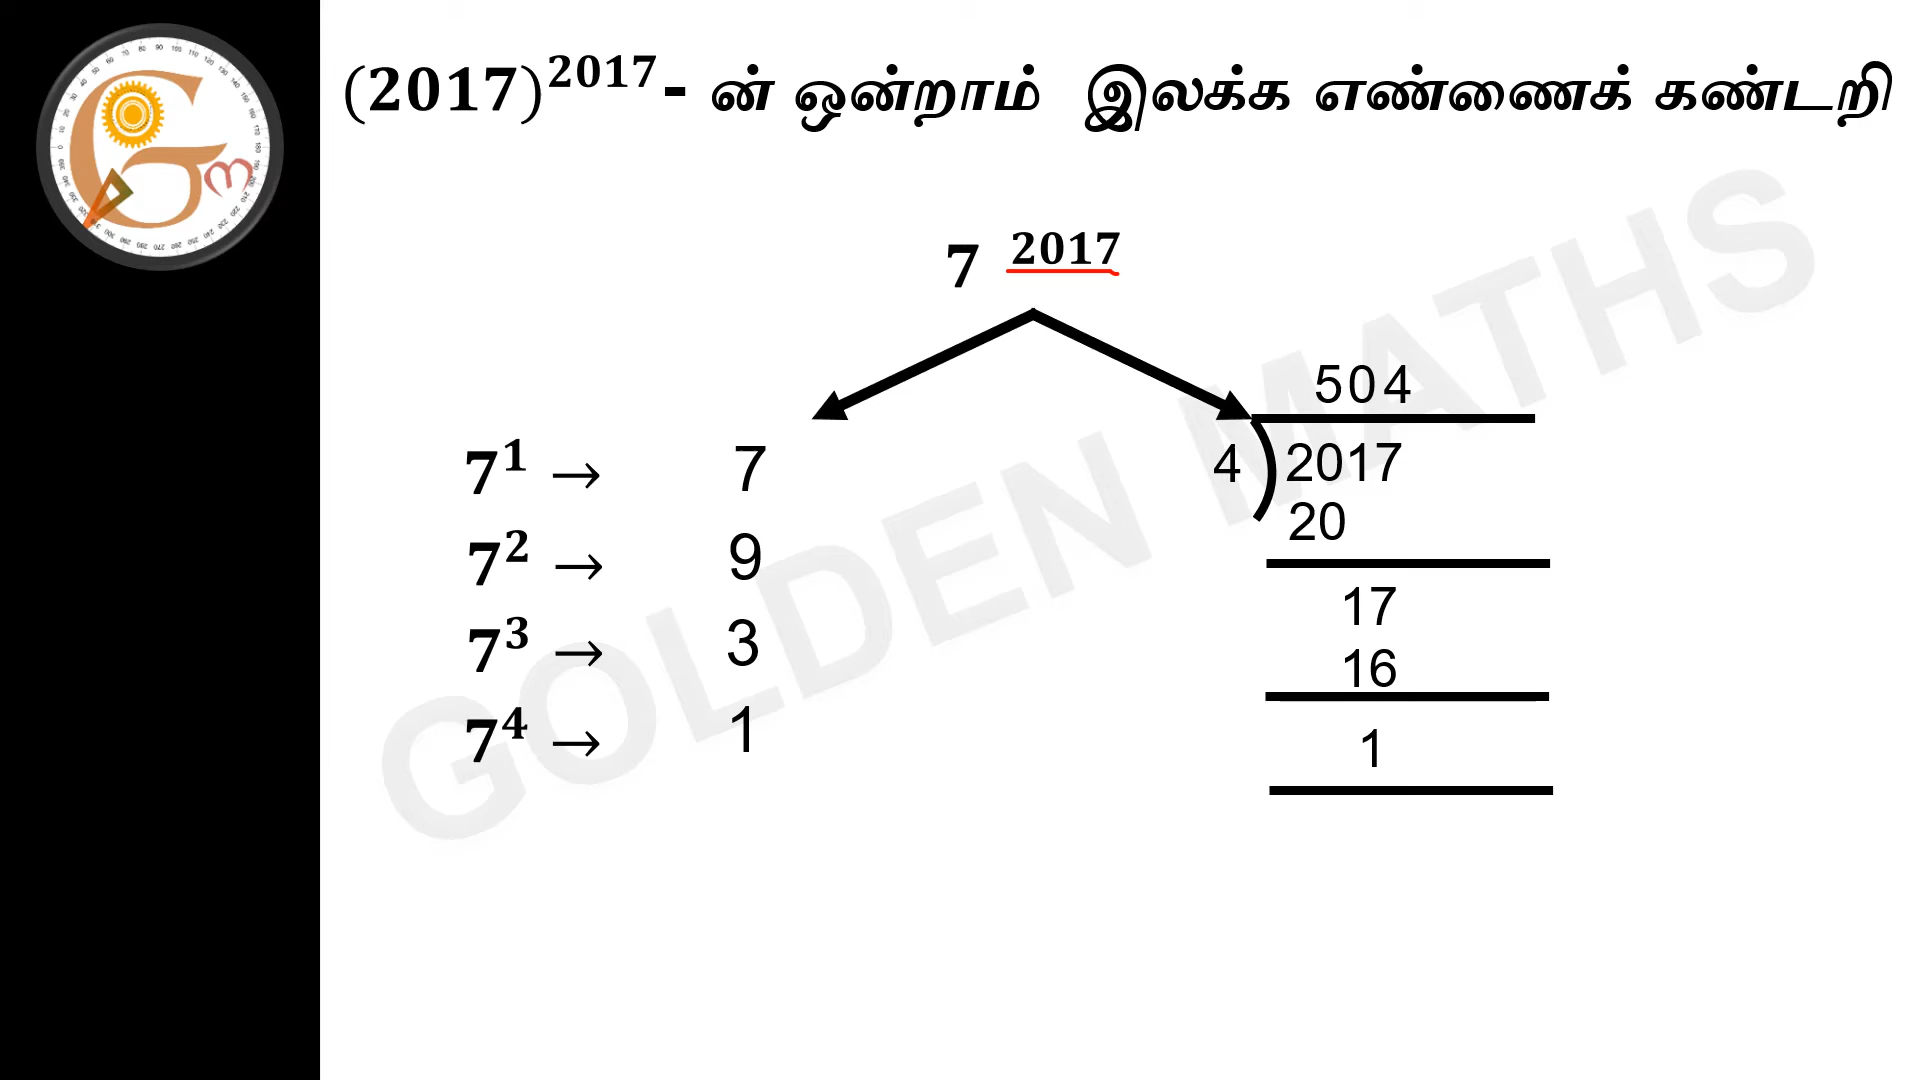 (2017)^2017 - ன் ஒன்றாம் இலக்க எண்ணைக் கண்டறி
7 ^2017
7^1 → 7
7^2 → 9
7^3 → 3
7^4 → 1
504
4 ) 2017
20
17
16
1
GOLDEN MATHS